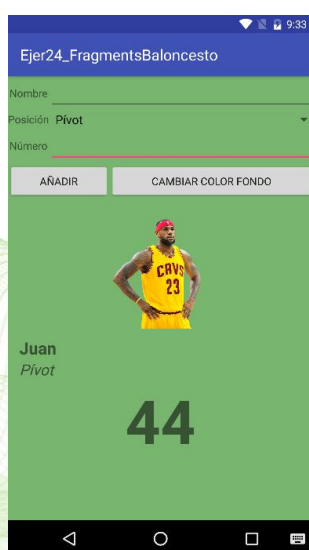 9:33
Ejer24_FragmentsBaloncesto
Nombre
Posición Pívot
Número
AÑADIR CAMBIAR COLOR FONDO
CAVS
23
Juan
Pívot
44